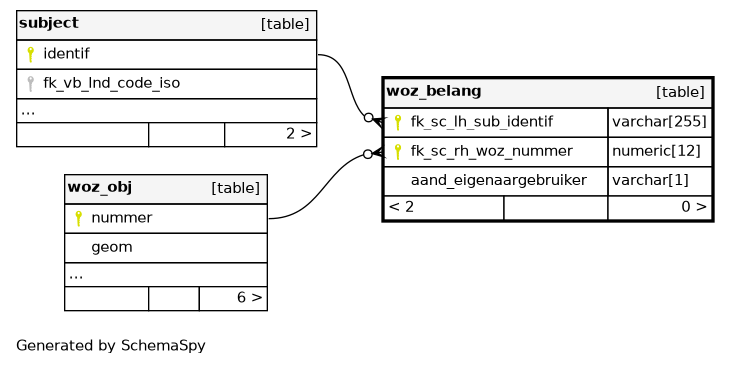 subject [table]
identif
fk_vb_lnd_code_iso
...
2 >
woz_belang [table]
fk_sc_lh_sub_identif varchar[255]
fk_sc_rh_woz_nummer numeric[12]
aand_eigenaargebruiker varchar[1]
< 2 0 >
woz_obj [table]
nummer
geom
...
6 >
Generated by SchemaSpy